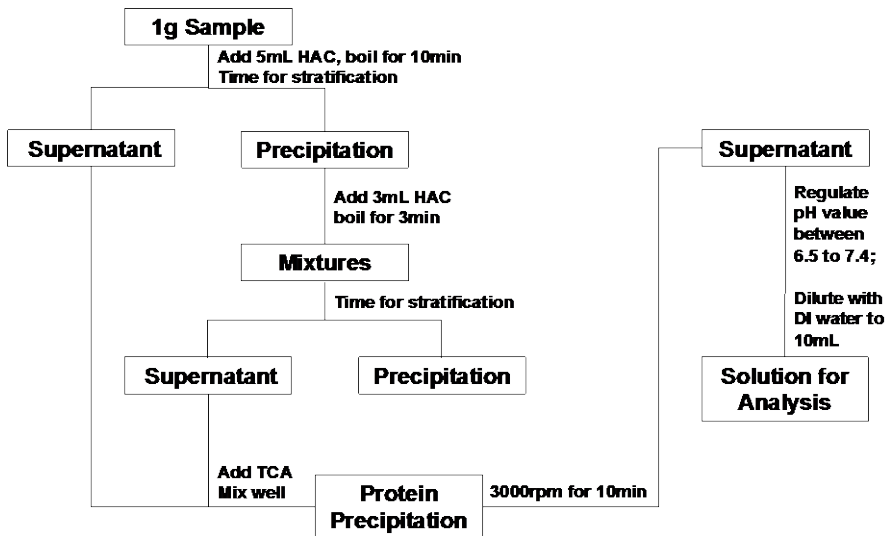 1g Sample
Add 5mL HAC, boil for 10min
Time for stratification
Supernatant
Precipitation
Add 3mL HAC
boil for 3min
Mixtures
Time for stratification
Supernatant
Precipitation
Add TCA
Mix well
Protein
Precipitation
3000rpm for 10min
Supernatant
Regulate
pH value
between
6.5 to 7.4;
Dilute with
DI water to
10mL
Solution for
Analysis